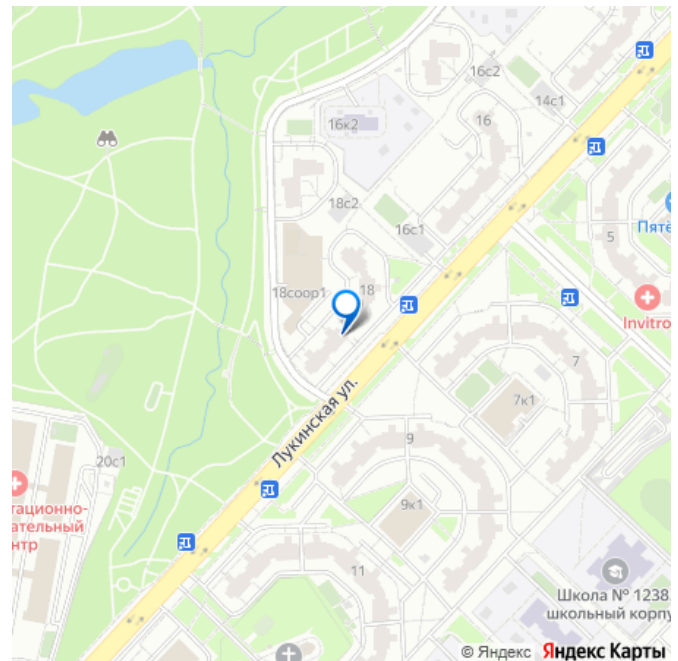 16с2
14с1
16
16к2
18с2
16с1
5
Пятё
18соор1
18
Invitro
7
7к1
Лукинская ул.
9
20с1
9к1
тационно-
ательный
нтр
11
Школа № 1238
школьный корпу
© Яндекс Яндекс Карты